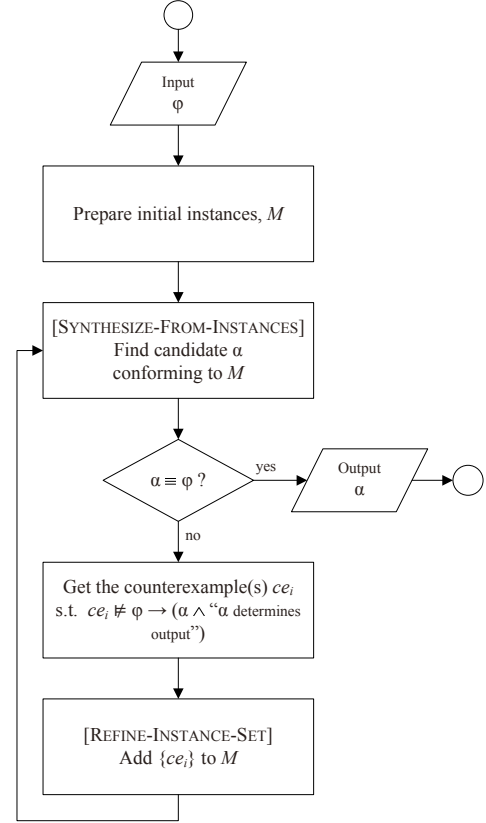 Input
φ
Prepare initial instances, M
[SYNTHESIZE-FROM-INSTANCES]
Find candidate α
conforming to M
α ≡ φ ?
yes
Output
α
no
Get the counterexample(s) ceᵢ
s.t. ceᵢ ⊭ φ → (α ∧ “α determines
output”)
[REFINE-INSTANCE-SET]
Add {ceᵢ} to M